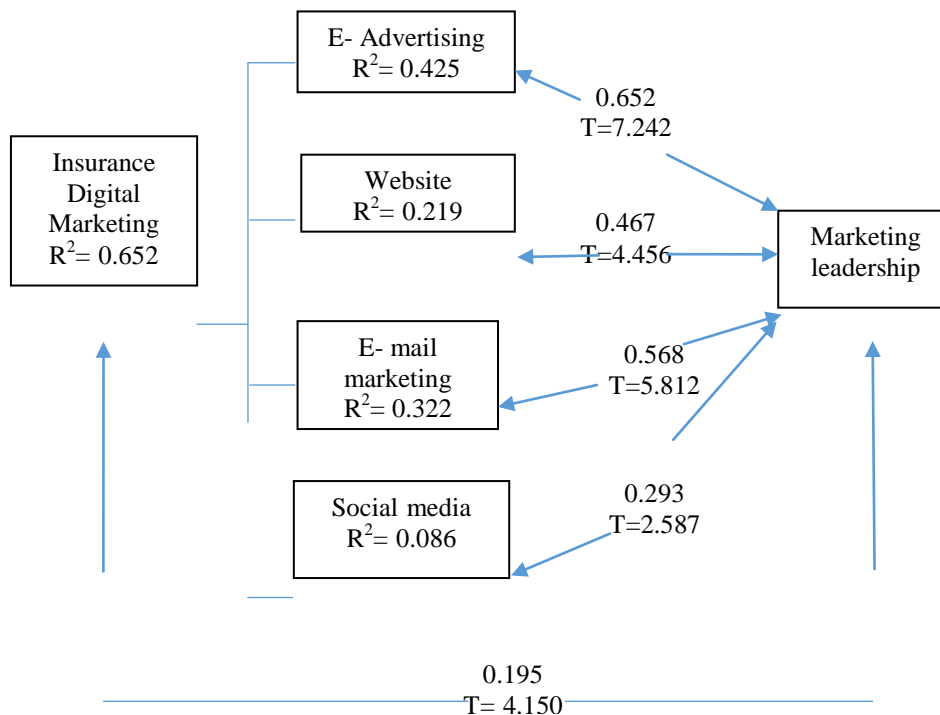 E- Advertising
R²= 0.425
0.652
T=7.242
Insurance
Digital
Marketing
R²= 0.652
Website
R²= 0.219
0.467
T=4.456
Marketing
leadership
E- mail
marketing
R²= 0.322
0.568
T=5.812
Social media
R²= 0.086
0.293
T=2.587
0.195
T= 4.150